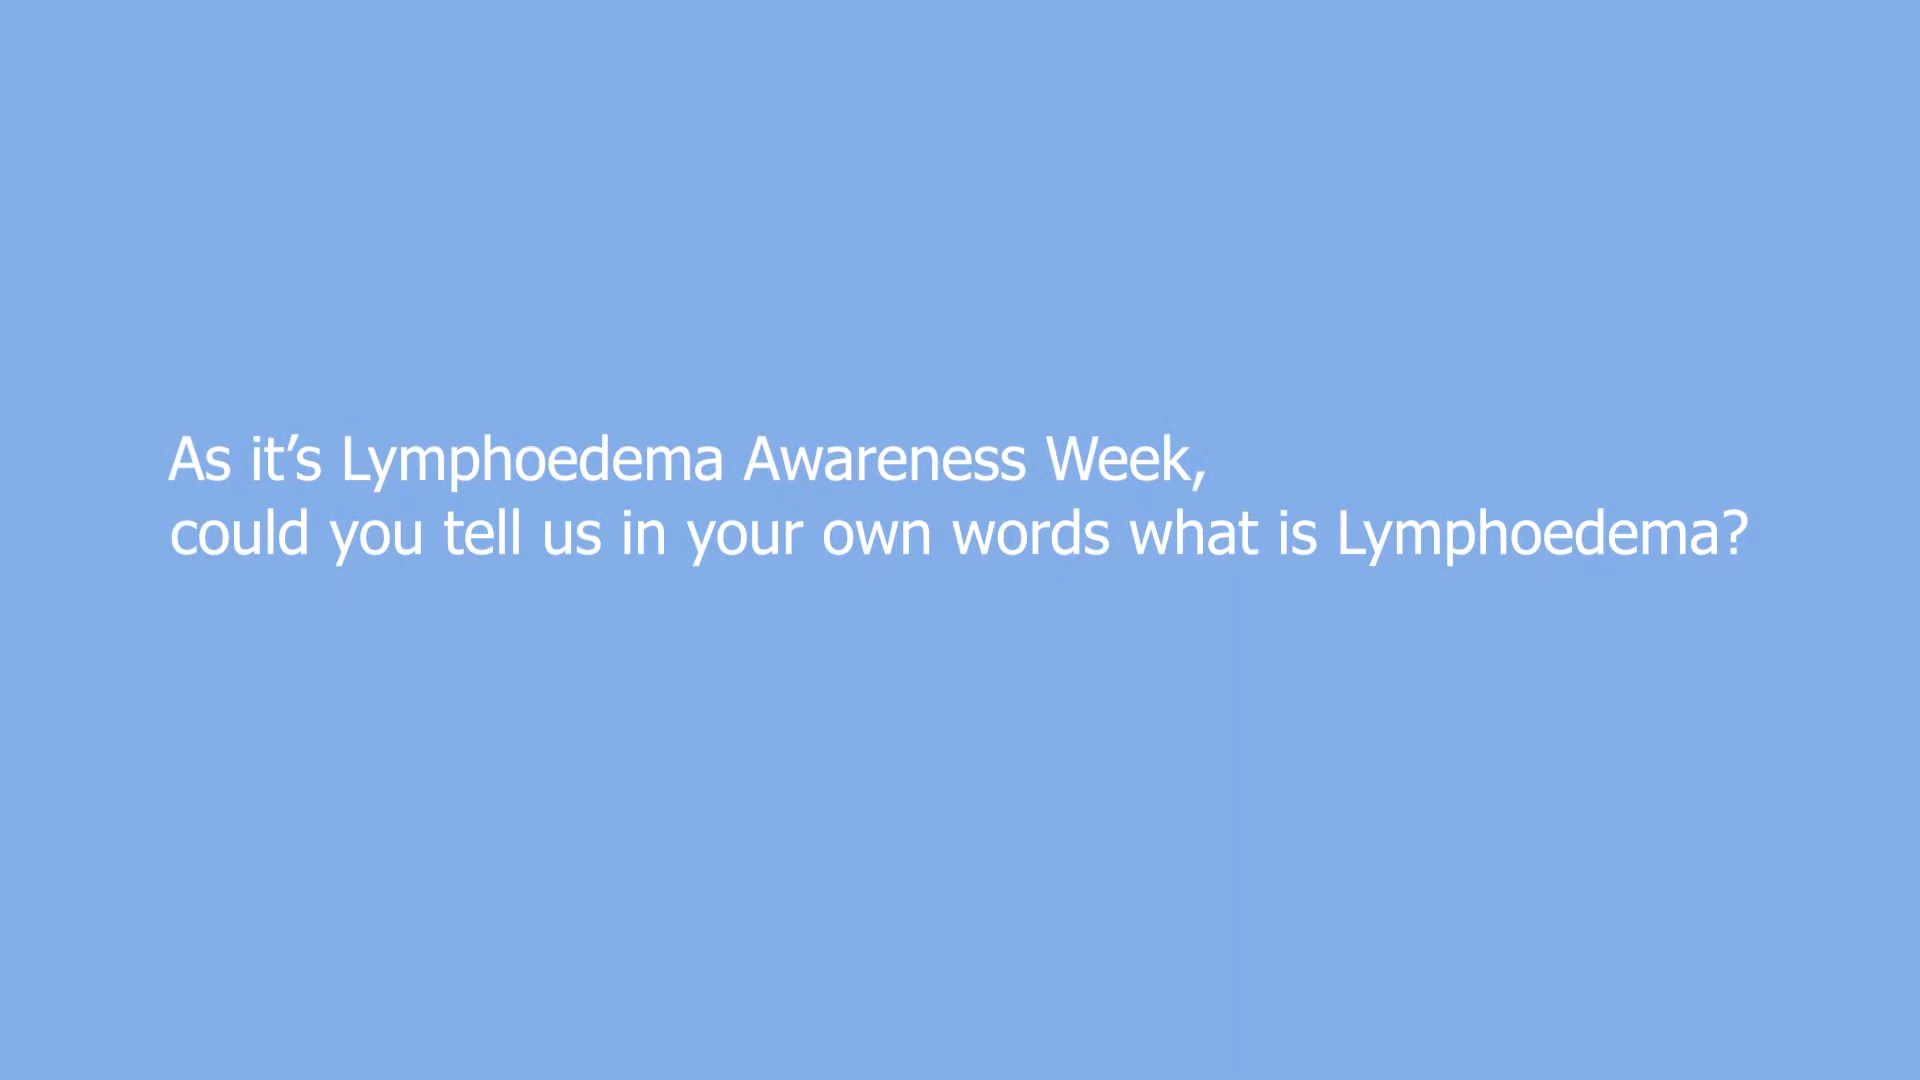 As it’s Lymphoedema Awareness Week,
could you tell us in your own words what is Lymphoedema?